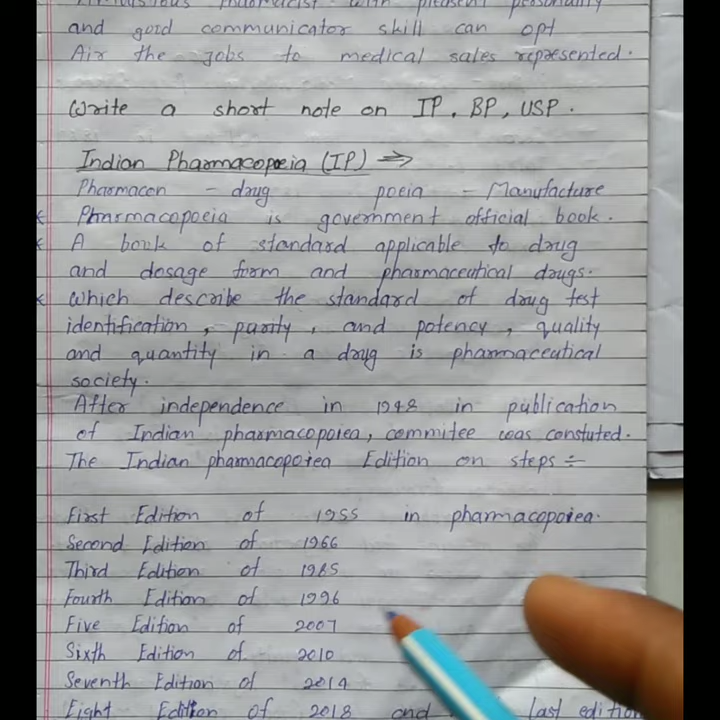 and good communicator skill can opt
Air the jobs to medical sales represented.
Write a short note on IP, BP, USP.
Indian Phgarmacopoeia (IP) ⇒
Pharmacon - drug poeia - Manufacture
Pharmacopoeia is government official book.
A book of standard applicable to drug
and dosage form and pharmaceutical drugs.
which describe the standard of drug test
identification, purity, and potency, quality
and quantity in a drug is pharmaceutical
society.
After independence in 1948 in publication
of Indian pharmacopoiea, commitee was constuted.
The Indian pharmacopoiea Edition on steps ÷
First Edition of 1955 in pharmacopoiea.
Second Edition of 1966
Third Edition of 1985
Fourth Edition of 1996
Five Edition of 2007
Sixth Edition of 2010
Seventh Edition of 2014
Eight Edition of 2018 and last edition